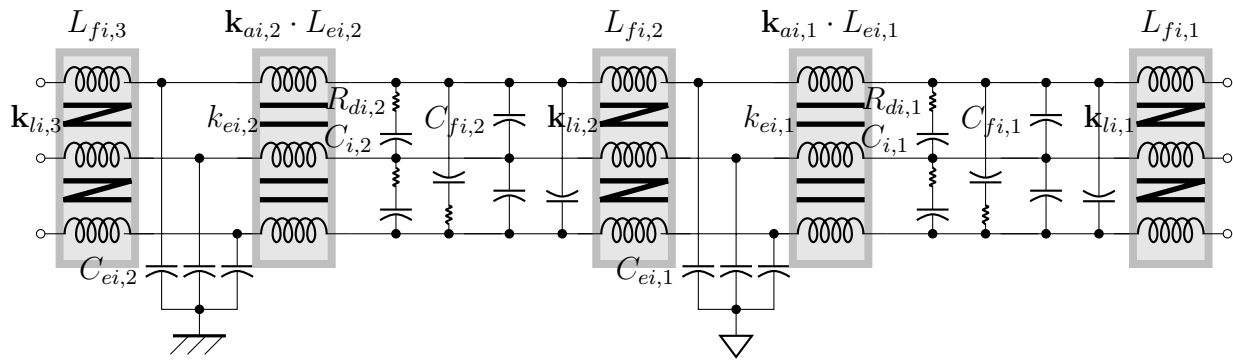 L_{fi,3}
k_{ai,2} · L_{ei,2}
L_{fi,2}
k_{ai,1} · L_{ei,1}
L_{fi,1}
k_{li,3}
k_{ei,2}
R_{di,2}
C_{i,2}
C_{fi,2}
k_{li,2}
k_{ei,1}
R_{di,1}
C_{i,1}
C_{fi,1}
k_{li,1}
C_{ei,2}
C_{ei,1}